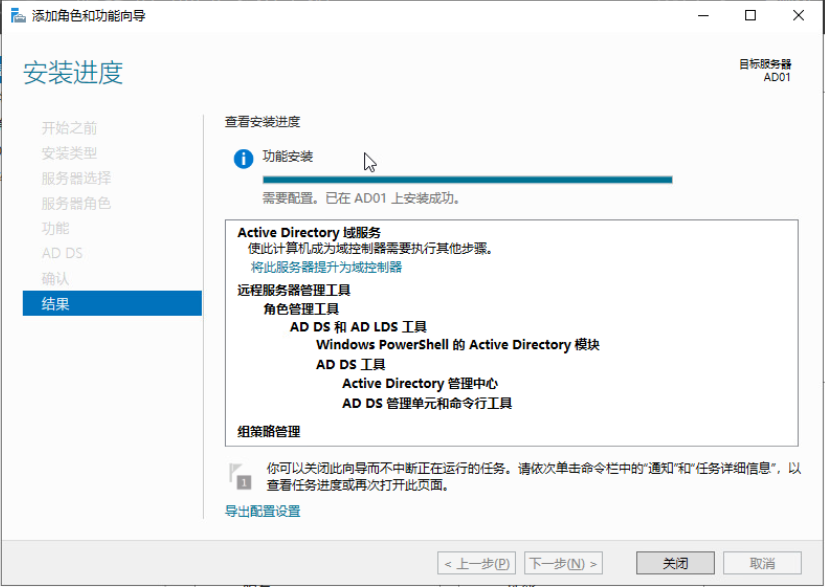 添加角色和功能向导
安装进度
目标服务器
AD01
开始之前
安装类型
服务器选择
服务器角色
功能
AD DS
确认
结果
查看安装进度
功能安装
需要配置。已在 AD01 上安装成功。
Active Directory 域服务
使此计算机成为域控制器需要执行其他步骤。
将此服务器提升为域控制器
远程服务器管理工具
角色管理工具
AD DS 和 AD LDS 工具
Windows PowerShell 的 Active Directory 模块
AD DS 工具
Active Directory 管理中心
AD DS 管理单元和命令行工具
组策略管理
1
你可以关闭此向导而不中断正在运行的任务。请依次单击命令栏中的"通知"和"任务详细信息"，以
查看任务进度或再次打开此页面。
导出配置设置
< 上一步(P)
下一步(N) >
关闭
取消